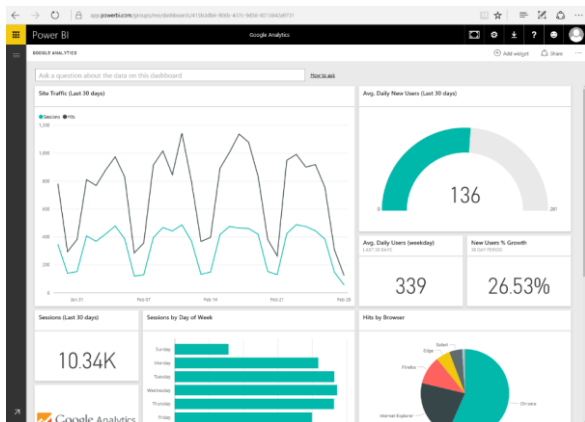 Power BI
Google Analytics
GOOGLE ANALYTICS
Add widget
Share
Ask a question about the data on this dashboard
How to ask
Site Traffic (Last 30 days)
Sessions Hits
1,200
1,000
800
600
400
200
0
Jan 31
Feb 07
Feb 14
Feb 21
Feb 28
Avg. Daily New Users (Last 30 days)
136
0
Avg. Daily Users (weekday)
LAST 30 DAYS
339
New Users % Growth
30 DAY PERIOD
26.53%
Sessions (Last 30 days)
10.34K
Google Analytics
Sessions by Day of Week
Sunday
Monday
Tuesday
Wednesday
Thursday
Friday
Hits by Browser
Safari
Edge
Firefox
Internet Explorer
Chrome